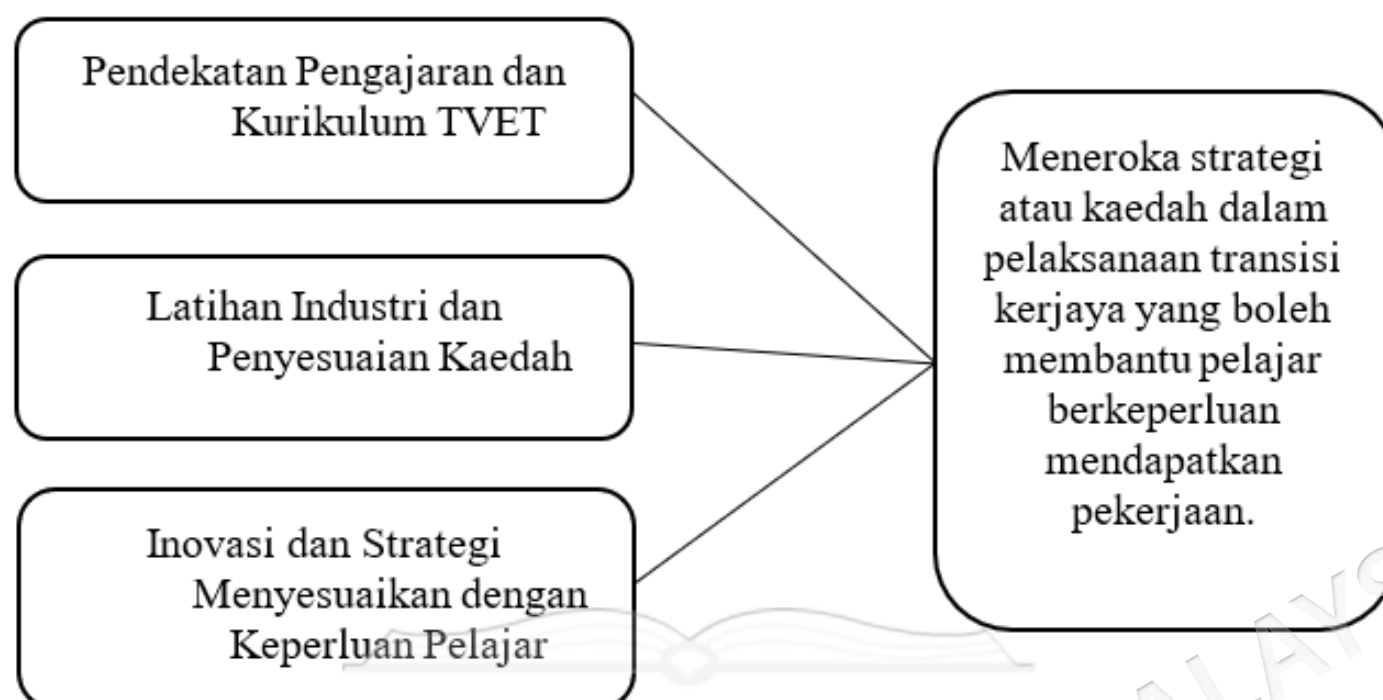 Pendekatan Pengajaran dan
Kurikulum TVET
Latihan Industri dan
Penyesuaian Kaedah
Inovasi dan Strategi
Menyesuaikan dengan
Keperluan Pelajar
Meneroka strategi
atau kaedah dalam
pelaksanaan transisi
kerjaya yang boleh
membantu pelajar
berkeperluan
mendapatkan
pekerjaan.